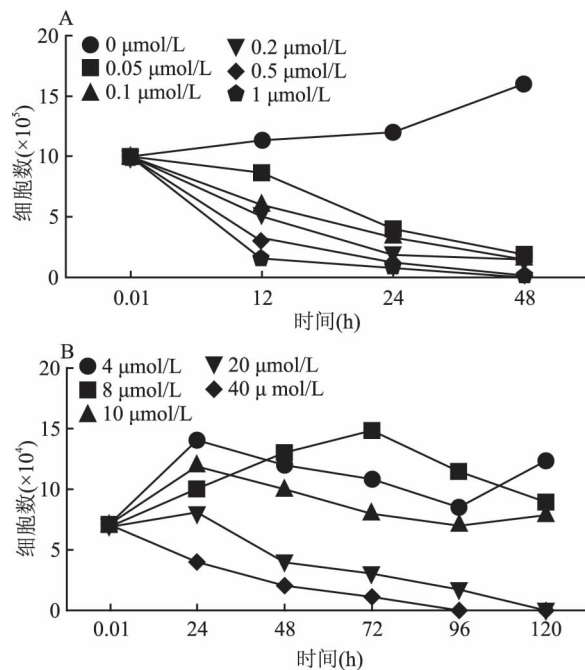 A
0 μmol/L 0.2 μmol/L
0.05 μmol/L 0.5 μmol/L
0.1 μmol/L 1 μmol/L
20
15
10
5
0
细胞数(×10⁵)
0.01 12 24 48
时间(h)
B
4 μmol/L 20 μmol/L
8 μmol/L 40 μ mol/L
10 μmol/L
20
15
10
5
0
细胞数(×10⁴)
0.01 24 48 72 96 120
时间(h)